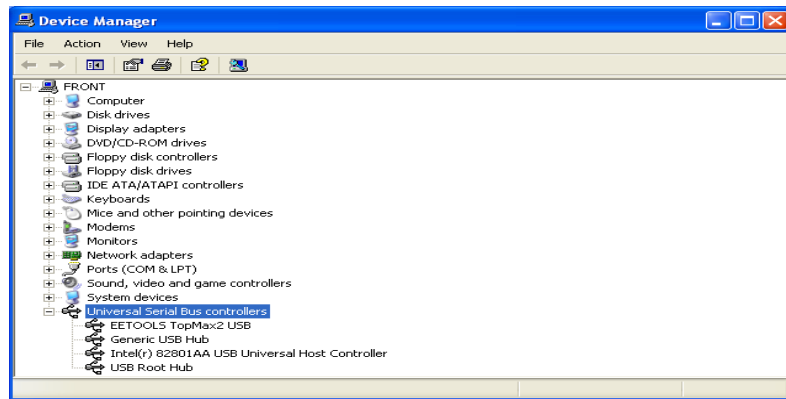 Device Manager
File Action View Help
FRONT
Computer
Disk drives
Display adapters
DVD/CD-ROM drives
Floppy disk controllers
Floppy disk drives
IDE ATA/ATAPI controllers
Keyboards
Mice and other pointing devices
Modems
Monitors
Network adapters
Ports (COM & LPT)
Sound, video and game controllers
System devices
Universal Serial Bus controllers
EETOOLS TopMax2 USB
Generic USB Hub
Intel(r) 82801AA USB Universal Host Controller
USB Root Hub